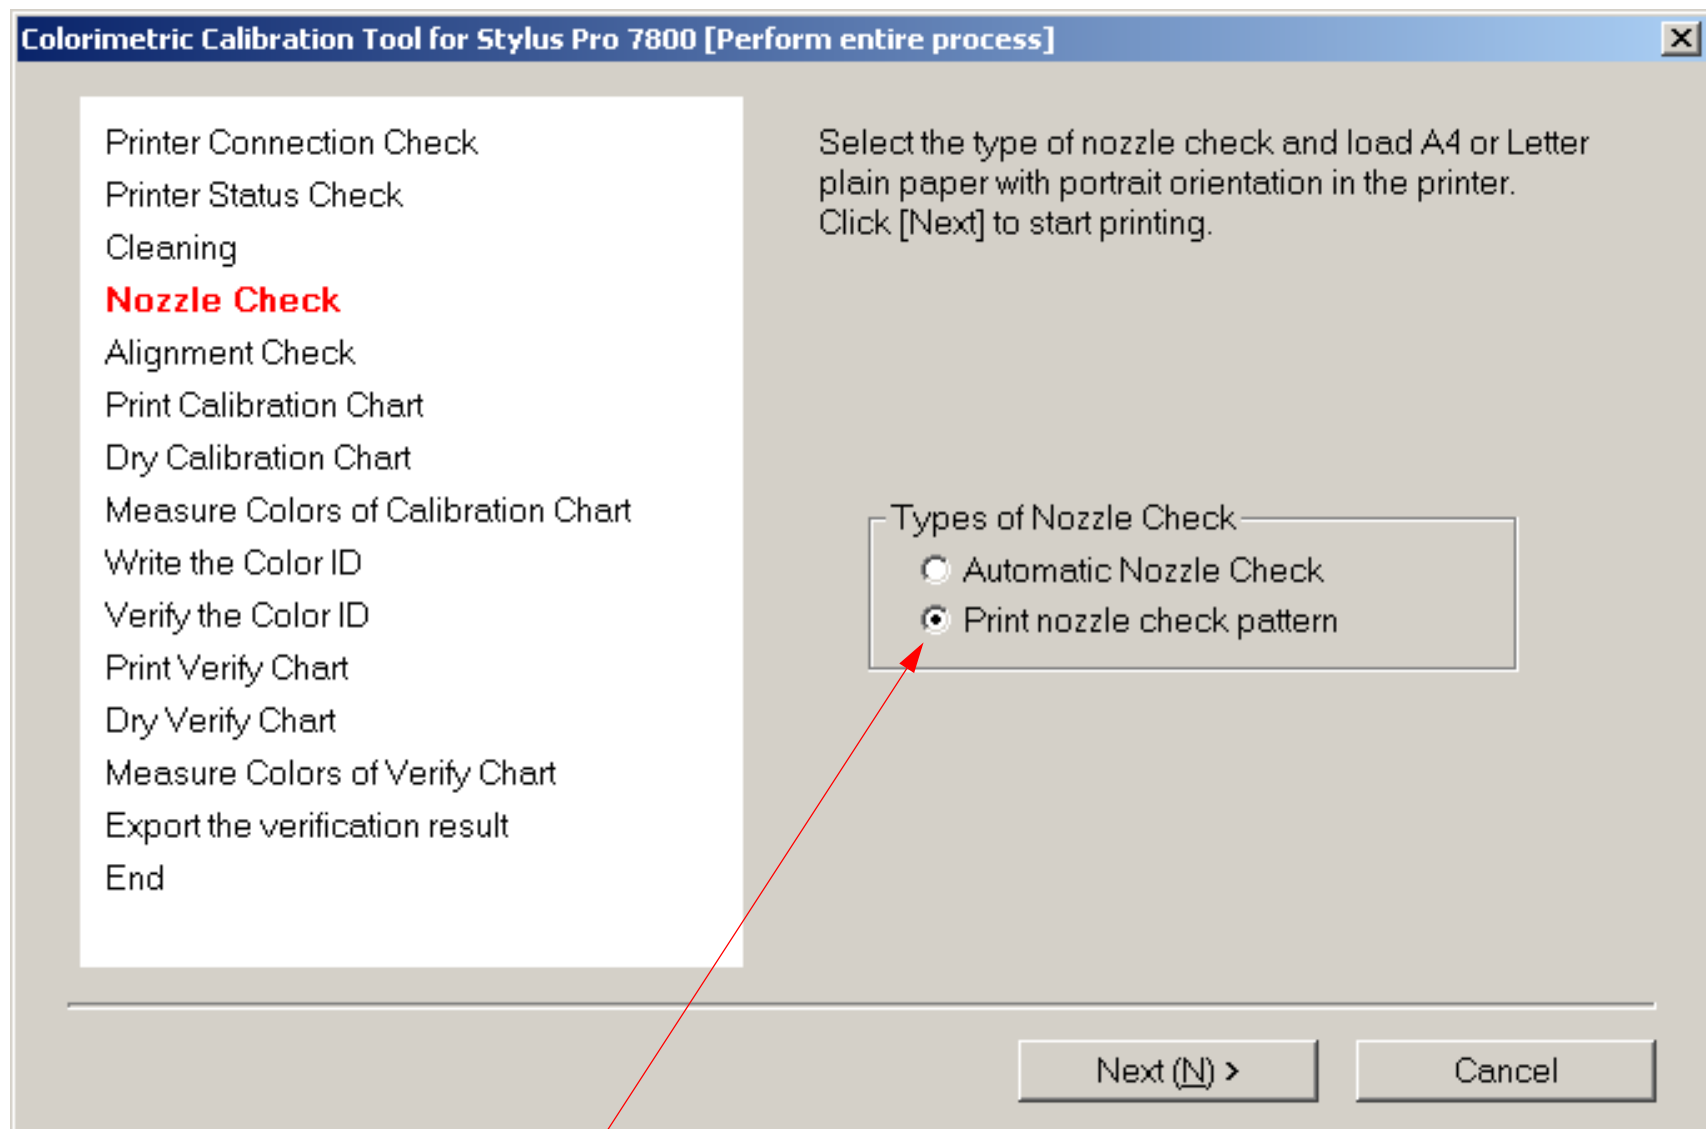 Colorimetric Calibration Tool for Stylus Pro 7800 [Perform entire process]
Printer Connection Check
Printer Status Check
Cleaning
Nozzle Check
Alignment Check
Print Calibration Chart
Dry Calibration Chart
Measure Colors of Calibration Chart
Write the Color ID
Verify the Color ID
Print Verify Chart
Dry Verify Chart
Measure Colors of Verify Chart
Export the verification result
End
Select the type of nozzle check and load A4 or Letter
plain paper with portrait orientation in the printer.
Click [Next] to start printing.
Types of Nozzle Check
Automatic Nozzle Check
Print nozzle check pattern
Next (N) >
Cancel